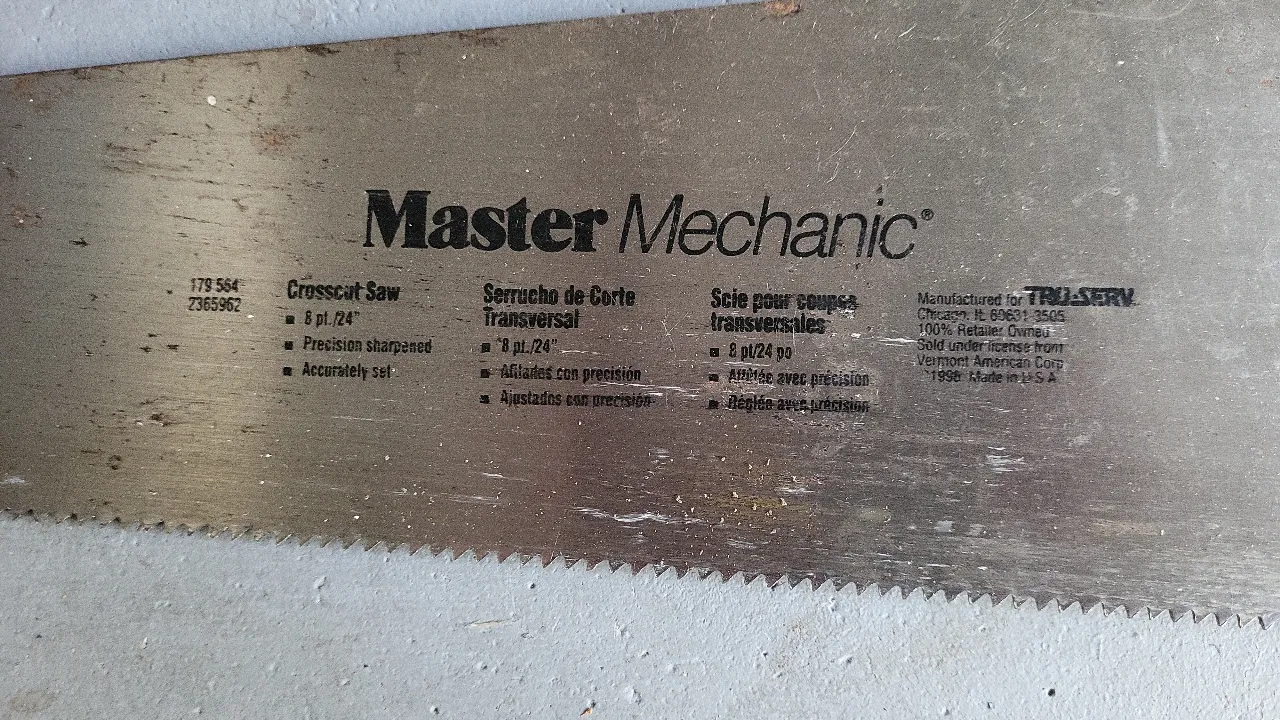 Master Mechanic®
179 564
2365962
Crosscut Saw
■ 8 pt./24"
■ Precision sharpened
■ Accurately set
Serrucho de Corte
Transversal
■ 8 pt./24"
■ Afilados con precisión
■ Ajustados con precisión
Scie pour coupes
transversales
■ 8 pt/24 po
■ Affûtée avec précision
■ Réglée avec précision
Manufactured for TRU★SERV.
Chicago, IL 60631-3505
100% Retailer Owned
Sold under license from
Vermont American Corp
1998 Made in U.S.A.